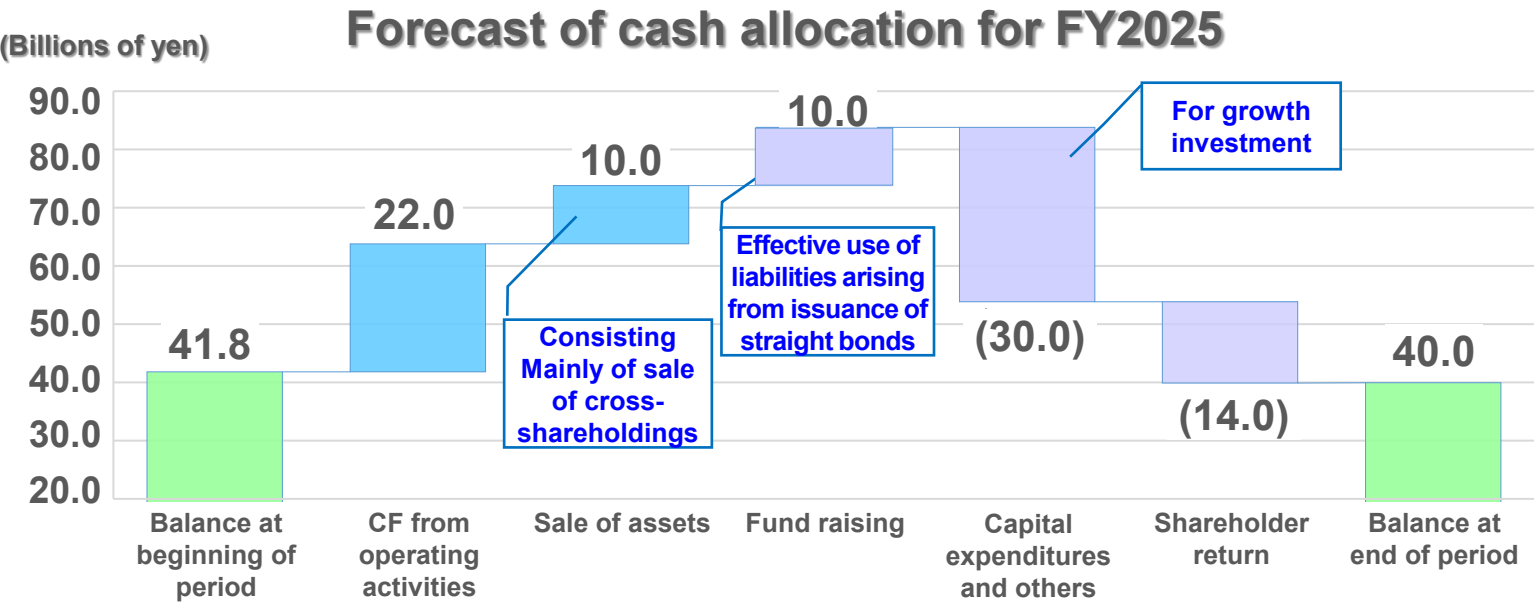 Forecast of cash allocation for FY2025
(Billions of yen)
90.0
80.0
70.0
60.0
50.0
40.0
30.0
20.0
41.8
22.0
10.0
10.0
(30.0)
(14.0)
40.0
For growth
investment
Effective use of
liabilities arising
from issuance of
straight bonds
Consisting
Mainly of sale
of cross-
shareholdings
Balance at
beginning of
period
CF from
operating
activities
Sale of assets
Fund raising
Capital
expenditures
and others
Shareholder
return
Balance at
end of period